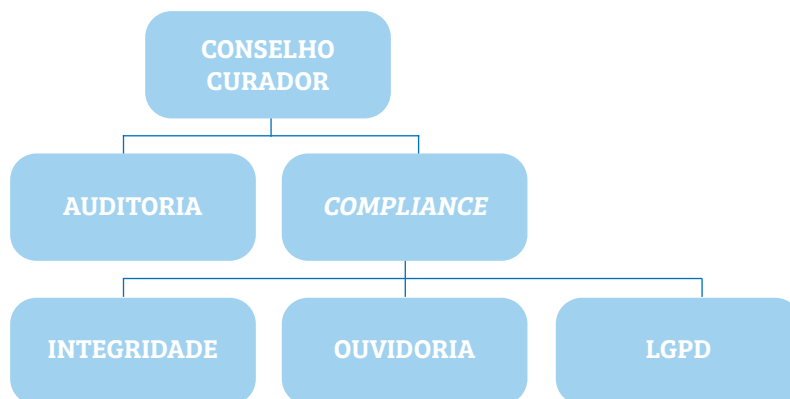 CONSELHO
CURADOR
AUDITORIA
COMPLIANCE
INTEGRIDADE
OUVIDORIA
LGPD